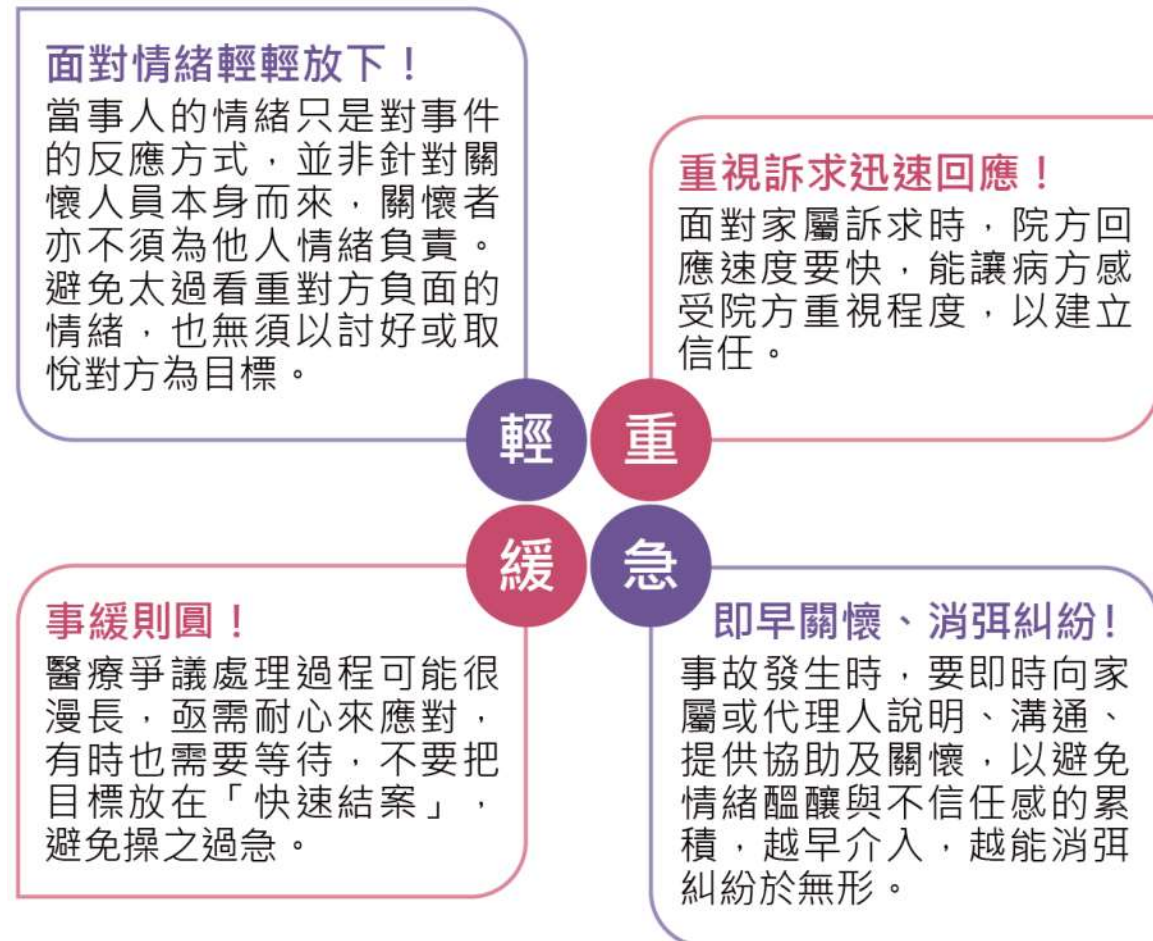 面對情緒輕輕放下！
當事人的情緒只是對事件
的反應方式，並非針對關
懷人員本身而來，關懷者
亦不須為他人情緒負責。
避免太過看重對方負面的
情緒，也無須以討好或取
悅對方為目標。
重視訴求迅速回應！
面對家屬訴求時，院方回
應速度要快，能讓病方感
受院方重視程度，以建立
信任。
輕
重
緩
急
事緩則圓！
醫療爭議處理過程可能很
漫長，亟需耐心來應對，
有時也需要等待，不要把
目標放在「快速結案」，
避免操之過急。
即早關懷、消弭糾紛!
事故發生時，要即時向家
屬或代理人說明、溝通、
提供協助及關懷，以避免
情緒醞釀與不信任感的累
積，越早介入，越能消弭
糾紛於無形。